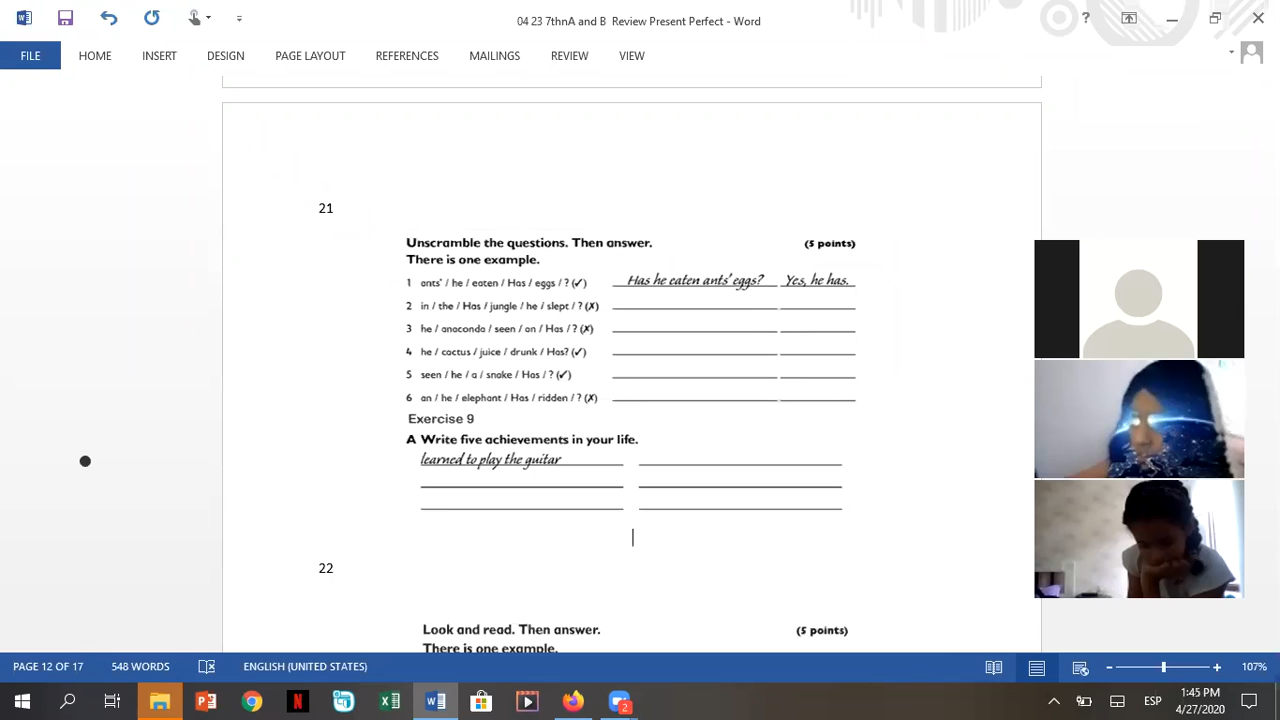 04 23 7thnA and B Review Present Perfect - Word
?
FILE HOME INSERT DESIGN PAGE LAYOUT REFERENCES MAILINGS REVIEW VIEW
21
Unscramble the questions. Then answer. (5 points)
There is one example.
1 ants' / he / eaten / Has / eggs / ? (✓) Has he eaten ants' eggs? Yes, he has.
2 in / the / Has / jungle / he / slept / ? (✗)
3 he / anaconda / seen / an / Has / ? (✗)
4 he / cactus / juice / drunk / Has? (✓)
5 seen / he / a / snake / Has / ? (✓)
6 an / he / elephant / Has / ridden / ? (✗)
Exercise 9
A Write five achievements in your life.
learned to play the guitar
22
Look and read. Then answer. (5 points)
There is one example.
PAGE 12 OF 17 548 WORDS ENGLISH (UNITED STATES) 107%
2 ESP 1:45 PM
4/27/2020